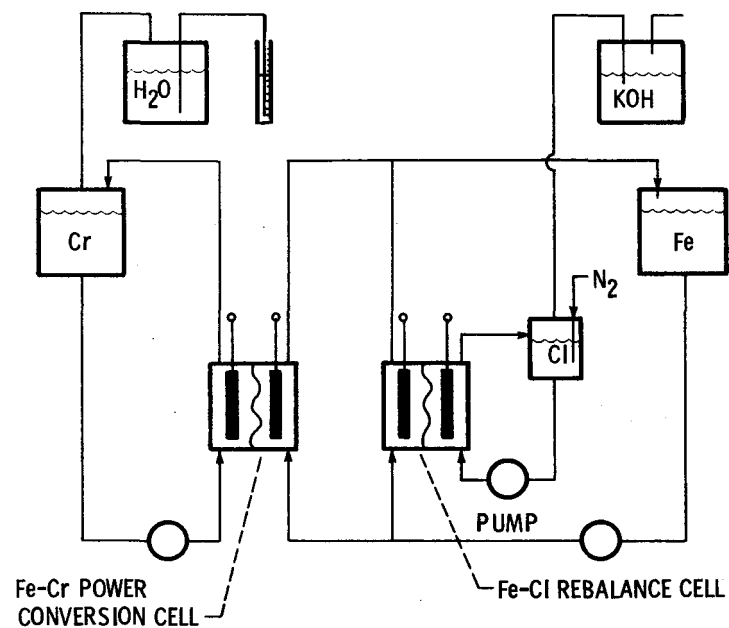 H2O
KOH
Cr
Fe
N2
Cl
PUMP
Fe-Cr POWER
CONVERSION CELL
Fe-Cl REBALANCE CELL